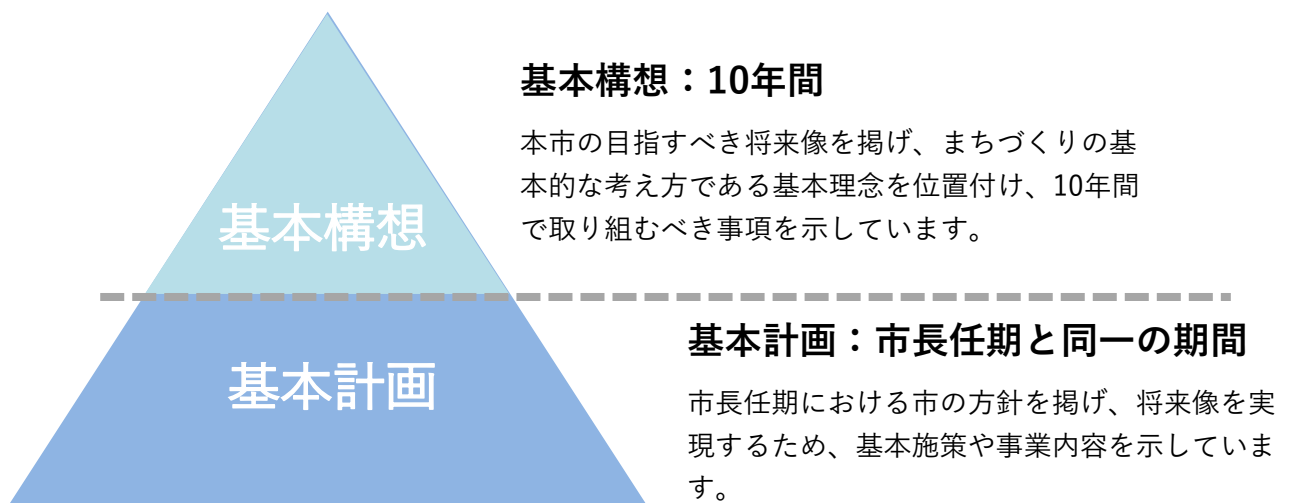 基本構想：10年間
本市の目指すべき将来像を掲げ、まちづくりの基
本的な考え方である基本理念を位置付け、10年間
で取り組むべき事項を示しています。
基本構想
基本計画：市長任期と同一の期間
基本計画
市長任期における市の方針を掲げ、将来像を実
現するため、基本施策や事業内容を示していま
す。